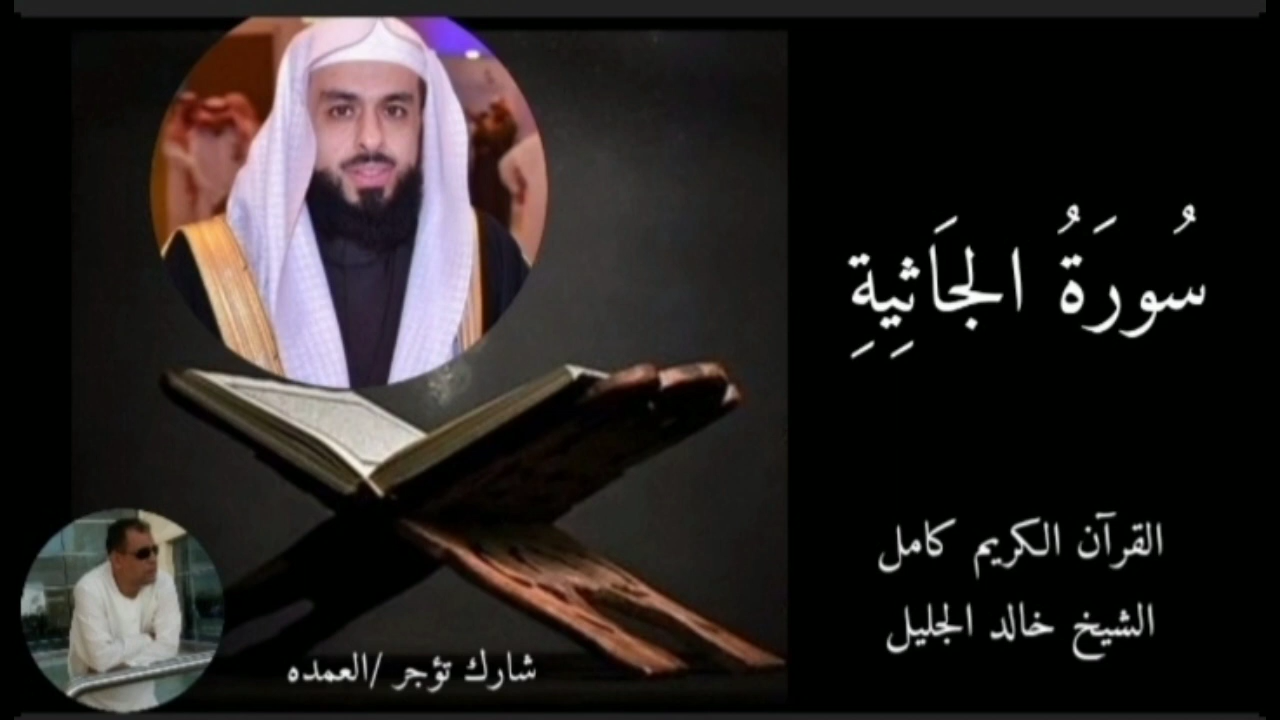 سُورَةُ الجَاثِيِةِ
القرآن الكريم كامل
الشيخ خالد الجليل
شارك تؤجر /العمده